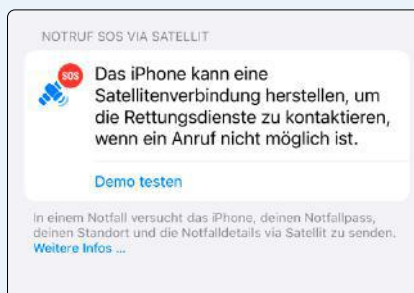 NOTRUF SOS VIA SATELLIT
SOS
Das iPhone kann eine
Satellitenverbindung herstellen, um
die Rettungsdienste zu kontaktieren,
wenn ein Anruf nicht möglich ist.
Demo testen
In einem Notfall versucht das iPhone, deinen Notfallpass,
deinen Standort und die Notfalldetails via Satellit zu senden.
Weitere Infos ...